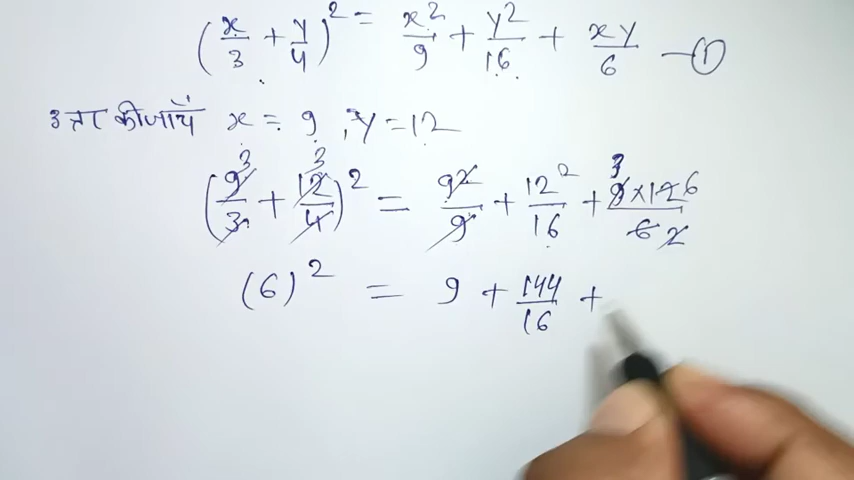 (x/3 + y/4)² = x²/9 + y²/16 + xy/6 —①
उत्तर कीजाँचें x = 9, y = 12
(9/3 + 12/4)² = 9²/9 + 12²/16 + 9×12/6
(6)² = 9 + 144/16 +